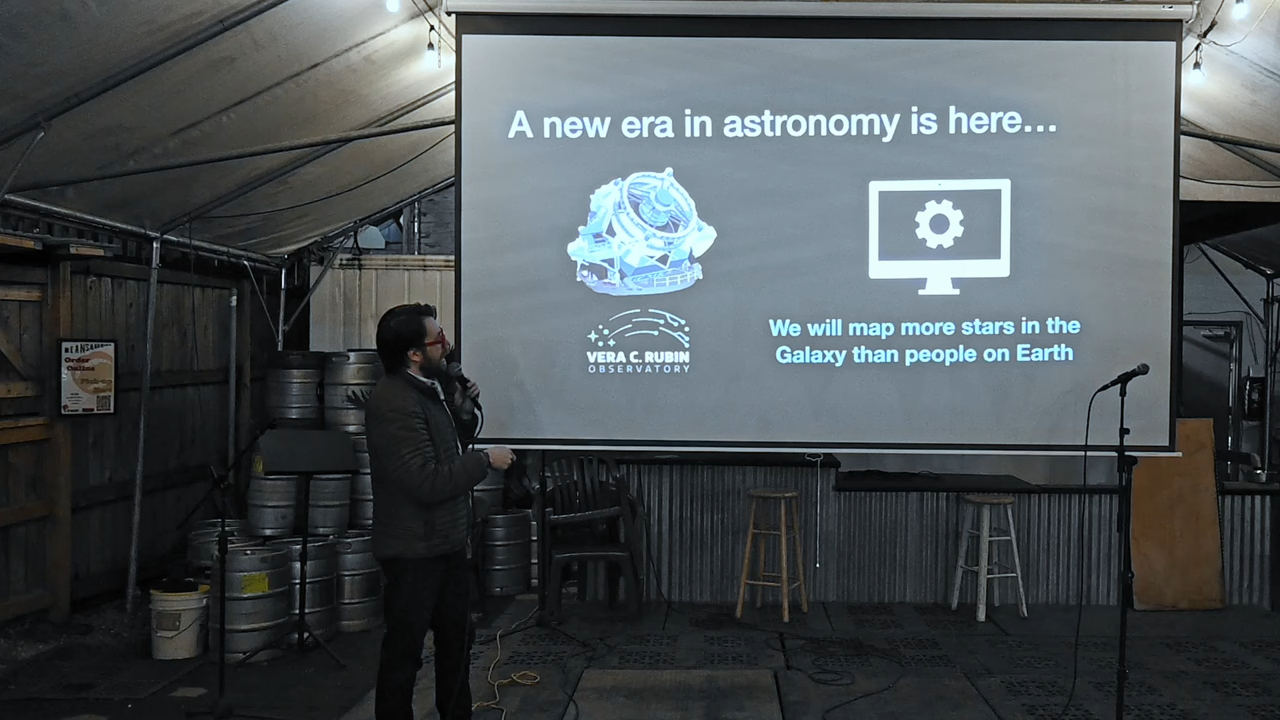 A new era in astronomy is here...
VERA C. RUBIN
OBSERVATORY
We will map more stars in the
Galaxy than people on Earth
Order
Online